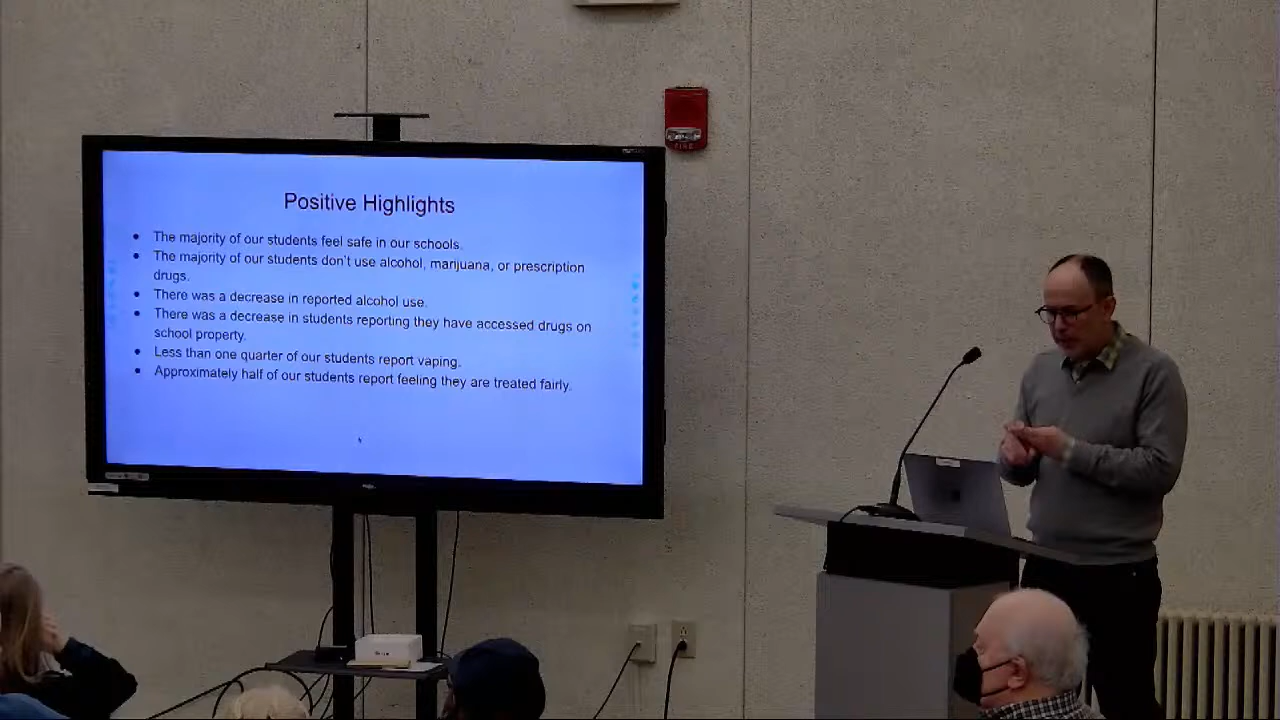 Positive Highlights
• The majority of our students feel safe in our schools.
• The majority of our students don't use alcohol, marijuana, or prescription
drugs.
• There was a decrease in reported alcohol use.
• There was a decrease in students reporting they have accessed drugs on
school property.
• Less than one quarter of our students report vaping.
• Approximately half of our students report feeling they are treated fairly.
FIRE